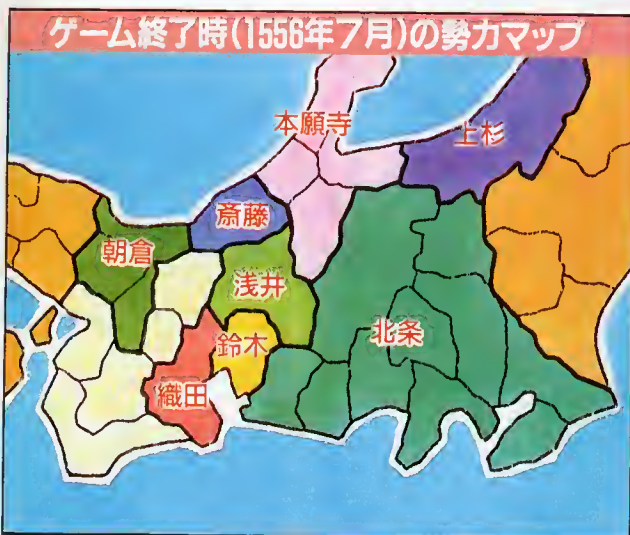 ゲーム終了時(1556年7月)の勢力マップ
本願寺
上杉
斎藤
朝倉
浅井
鈴木
北条
織田